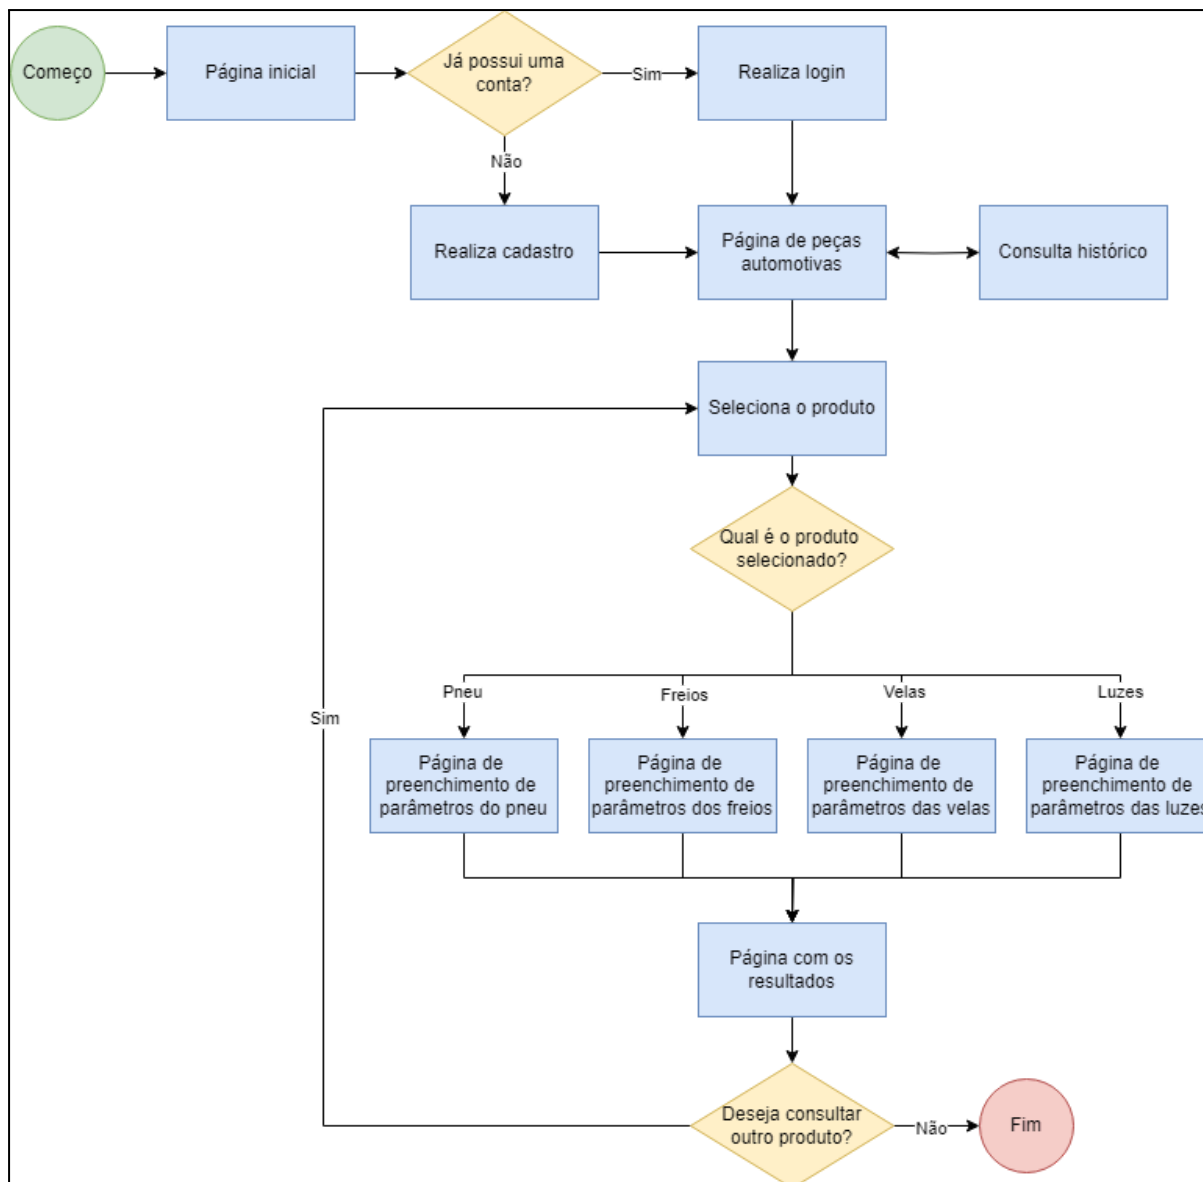 Começo
Página inicial
Já possui uma
conta?
Sim
Realiza login
Não
Realiza cadastro
Página de peças
automotivas
Consulta histórico
Seleciona o produto
Qual é o produto
selecionado?
Pneu
Freios
Velas
Luzes
Sim
Página de
preenchimento de
parâmetros do pneu
Página de
preenchimento de
parâmetros dos freios
Página de
preenchimento de
parâmetros das velas
Página de
preenchimento de
parâmetros das luzes
Página com os
resultados
Deseja consultar
outro produto?
Não
Fim